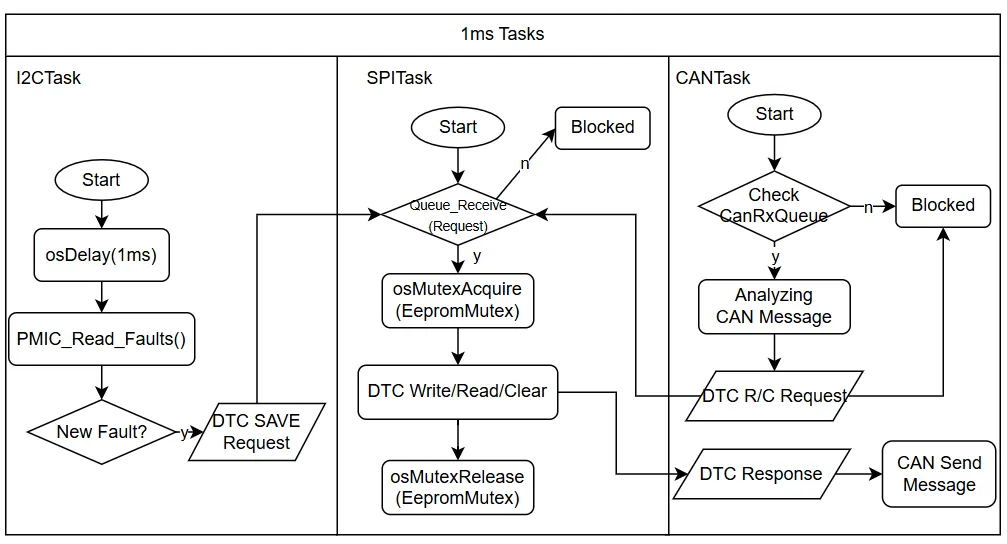 1ms Tasks
I2CTask
Start
osDelay(1ms)
PMIC_Read_Faults()
New Fault?
y
DTC SAVE
Request
SPITask
Start
Blocked
n
Queue_Receive
(Request)
y
osMutexAcquire
(EepromMutex)
DTC Write/Read/Clear
osMutexRelease
(EepromMutex)
CANTask
Start
Check
CanRxQueue
n
Blocked
y
Analyzing
CAN Message
DTC R/C Request
DTC Response
CAN Send
Message